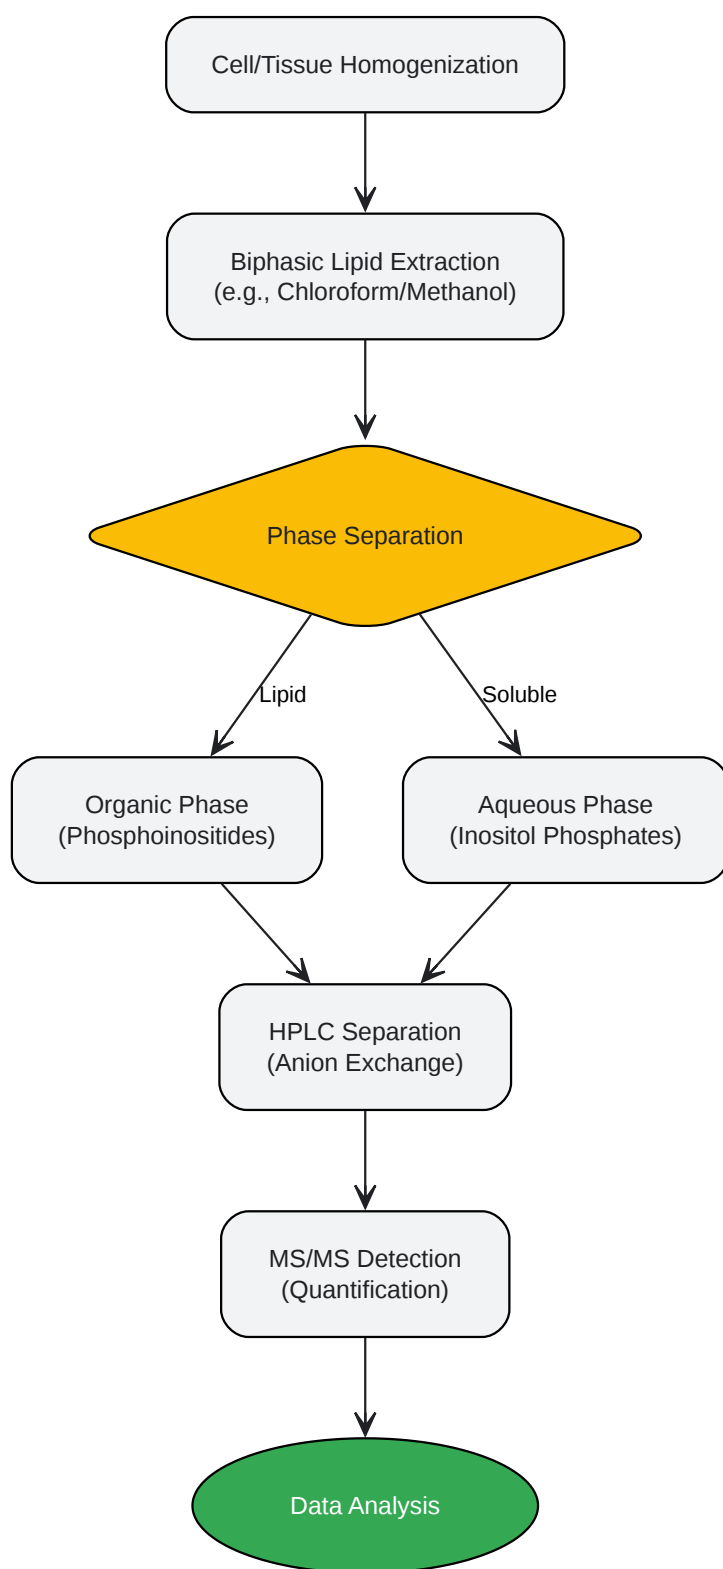 Cell/Tissue Homogenization
Biphasic Lipid Extraction
(e.g., Chloroform/Methanol)
Phase Separation
Lipid
Soluble
Organic Phase
(Phosphoinositides)
Aqueous Phase
(Inositol Phosphates)
HPLC Separation
(Anion Exchange)
MS/MS Detection
(Quantification)
Data Analysis